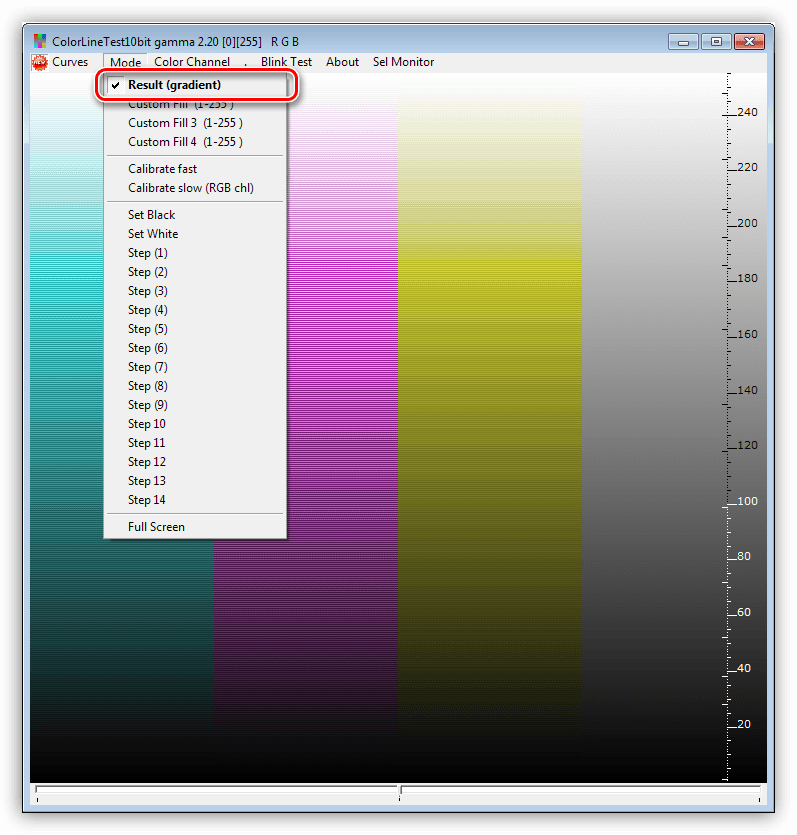 ColorLineTest10bit gamma 2.20 [0][255]   R G B
Curves Mode Color Channel . Blink Test About Sel Monitor
Result (gradient)
Custom Fill (1-255 )
Custom Fill 3 (1-255 )
Custom Fill 4 (1-255 )
Calibrate fast
Calibrate slow (RGB chl)
Set Black
Set White
Step (1)
Step (2)
Step (3)
Step (4)
Step (5)
Step (6)
Step (7)
Step (8)
Step (9)
Step 10
Step 11
Step 12
Step 13
Step 14
Full Screen
240
220
200
180
160
140
120
100
80
60
40
20